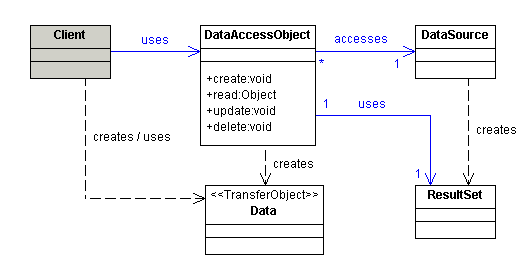 Client
uses
DataAccessObject
accesses
DataSource
*
1
+create:void
+read:Object
+update:void
+delete:void
1
uses
creates / uses
creates
creates
1
<<TransferObject>>
Data
ResultSet